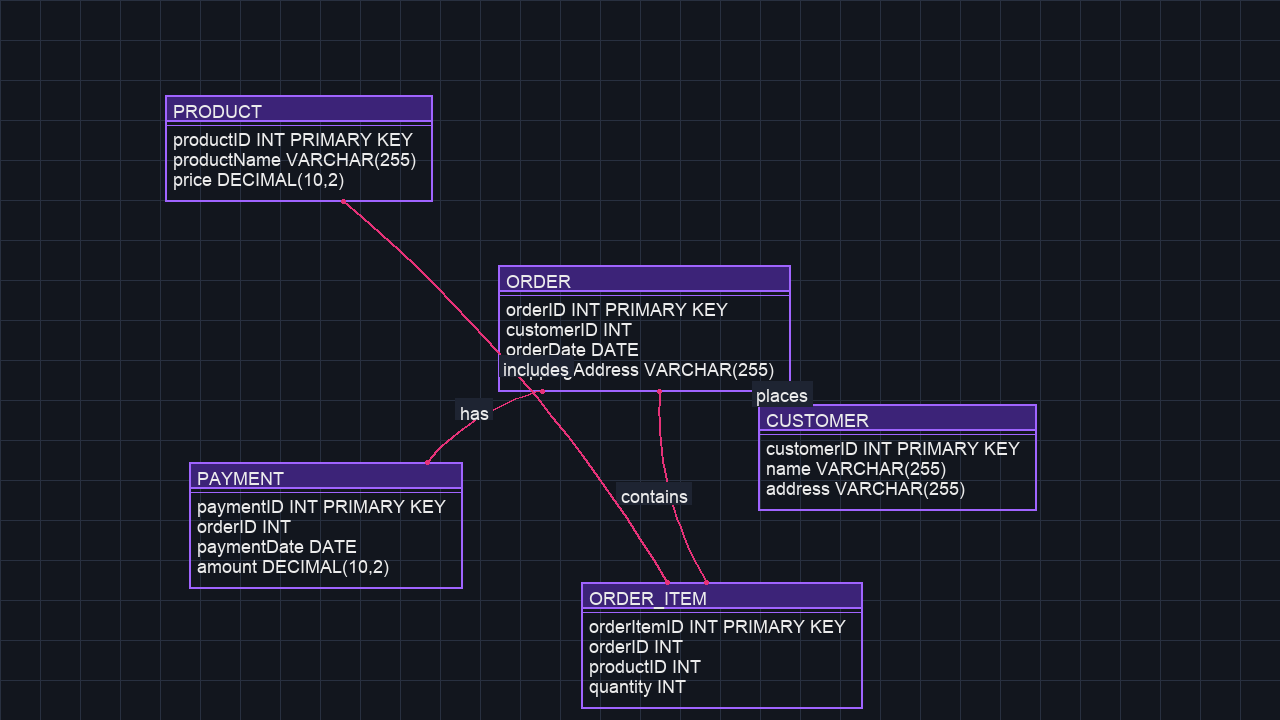 PRODUCT
productID INT PRIMARY KEY
productName VARCHAR(255)
price DECIMAL(10,2)
ORDER
orderID INT PRIMARY KEY
customerID INT
orderDate DATE
includes Address VARCHAR(255)
places
has
CUSTOMER
customerID INT PRIMARY KEY
name VARCHAR(255)
address VARCHAR(255)
PAYMENT
paymentID INT PRIMARY KEY
orderID INT
paymentDate DATE
amount DECIMAL(10,2)
contains
ORDER_ITEM
orderItemID INT PRIMARY KEY
orderID INT
productID INT
quantity INT